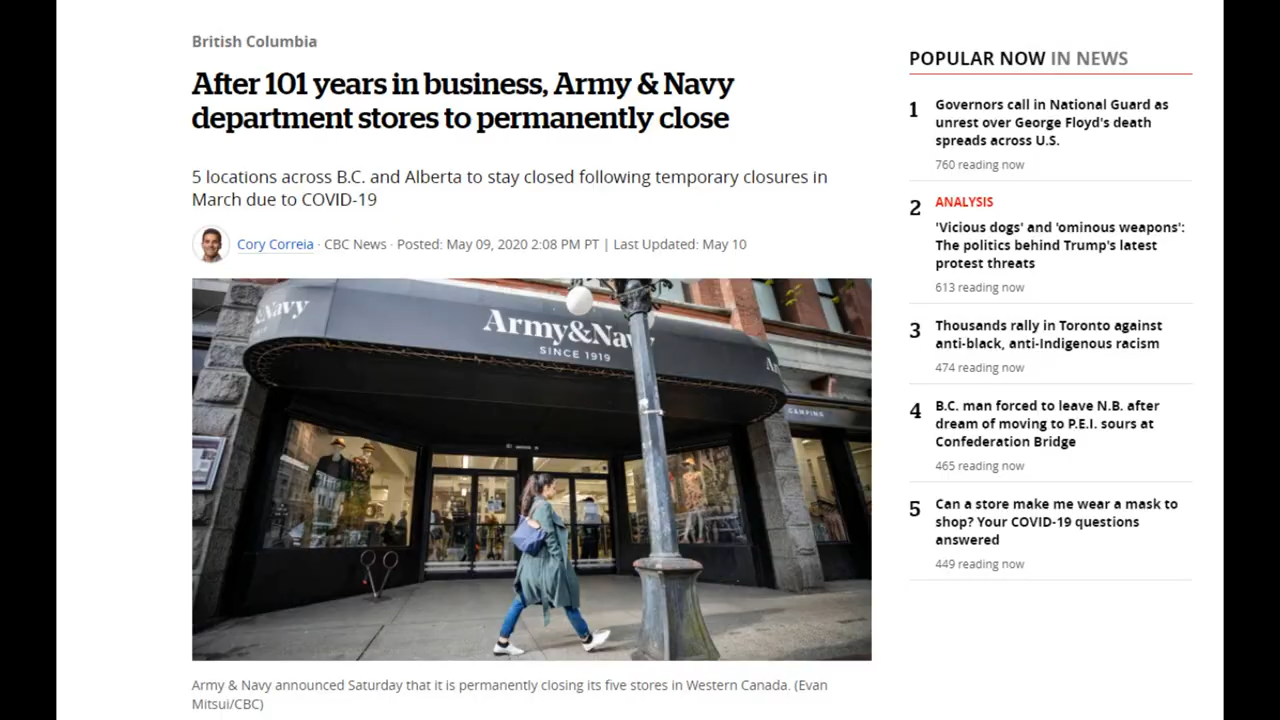 British Columbia
After 101 years in business, Army & Navy
department stores to permanently close
5 locations across B.C. and Alberta to stay closed following temporary closures in
March due to COVID-19
Cory Correia · CBC News · Posted: May 09, 2020 2:08 PM PT | Last Updated: May 10
&Navy
Army&Nav
SINCE 1919
CAMPING
Army & Navy announced Saturday that it is permanently closing its five stores in Western Canada. (Evan
Mitsui/CBC)
POPULAR NOW IN NEWS
1 Governors call in National Guard as
unrest over George Floyd's death
spreads across U.S.
760 reading now
2 ANALYSIS
'Vicious dogs' and 'ominous weapons':
The politics behind Trump's latest
protest threats
613 reading now
3 Thousands rally in Toronto against
anti-black, anti-Indigenous racism
474 reading now
4 B.C. man forced to leave N.B. after
dream of moving to P.E.I. sours at
Confederation Bridge
465 reading now
5 Can a store make me wear a mask to
shop? Your COVID-19 questions
answered
449 reading now